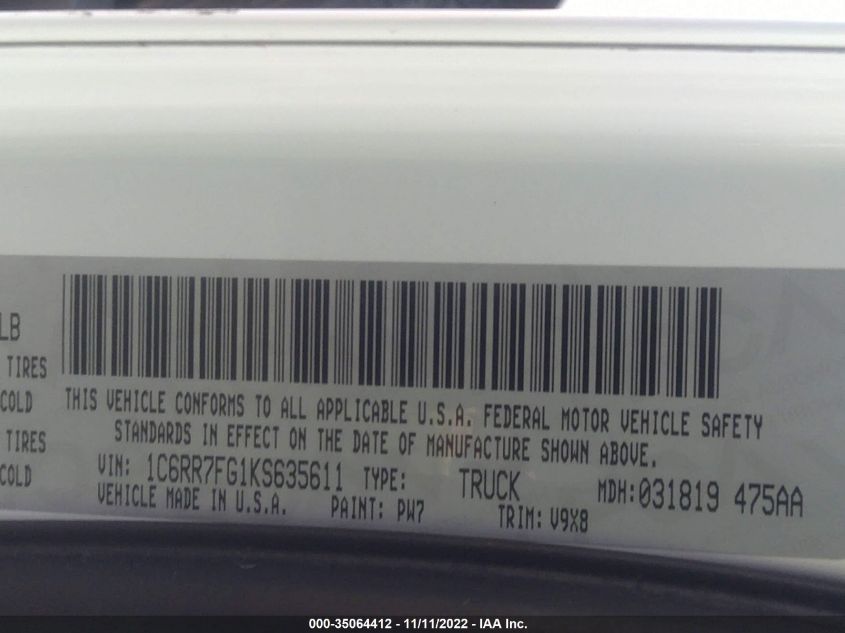 LB
TIRES
COLD
TIRES
COLD
THIS VEHICLE CONFORMS TO ALL APPLICABLE U.S.A. FEDERAL MOTOR VEHICLE SAFETY
STANDARDS IN EFFECT ON THE DATE OF MANUFACTURE SHOWN ABOVE.
VIN: 1C6RR7FG1KS635611 TYPE: TRUCK MDH:031819 475AA
VEHICLE MADE IN U.S.A. PAINT: PW7 TRIM: V9X8
000-35064412 - 11/11/2022 - IAA Inc.